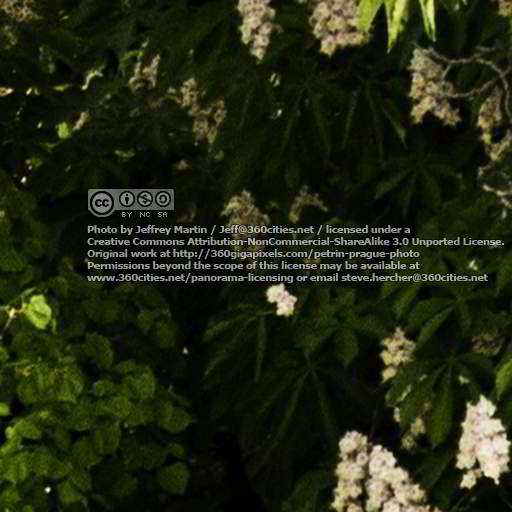 cc BY NC SA
Photo by Jeffrey Martin / Jeff@360cities.net / licensed under a
Creative Commons Attribution-NonCommercial-ShareAlike 3.0 Unported License.
Original work at http://360gigapixels.com/petrin-prague-photo
Permissions beyond the scope of this license may be available at
www.360cities.net/panorama-licensing or email steve.hercher@360cities.net